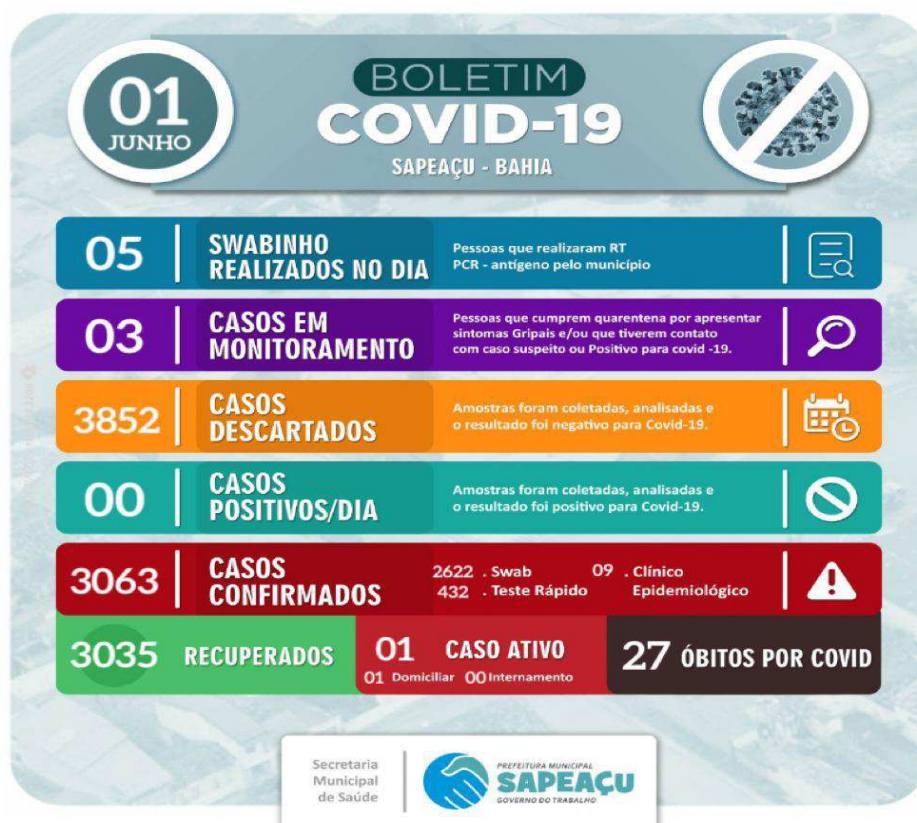 01
JUNHO
BOLETIM
COVID-19
SAPEAÇU - BAHIA
05
SWABINHO
REALIZADOS NO DIA
Pessoas que realizaram RT
PCR - antígeno pelo município
03
CASOS EM
MONITORAMENTO
Pessoas que cumprem quarentena por apresentar
sintomas Gripais e/ou que tiverem contato
com caso suspeito ou Positivo para covid -19.
3852
CASOS
DESCARTADOS
Amostras foram coletadas, analisadas e
o resultado foi negativo para Covid-19.
00
CASOS
POSITIVOS/DIA
Amostras foram coletadas, analisadas e
o resultado foi positivo para Covid-19.
3063
CASOS
CONFIRMADOS
2622 . Swab
432 . Teste Rápido
09 . Clínico
Epidemiológico
3035 RECUPERADOS
01 CASO ATIVO
01 Domiciliar 00 Internamento
27 ÓBITOS POR COVID
Secretaria
Municipal
de Saúde
PREFEITURA MUNICIPAL
SAPEAÇU
GOVERNO DO TRABALHO